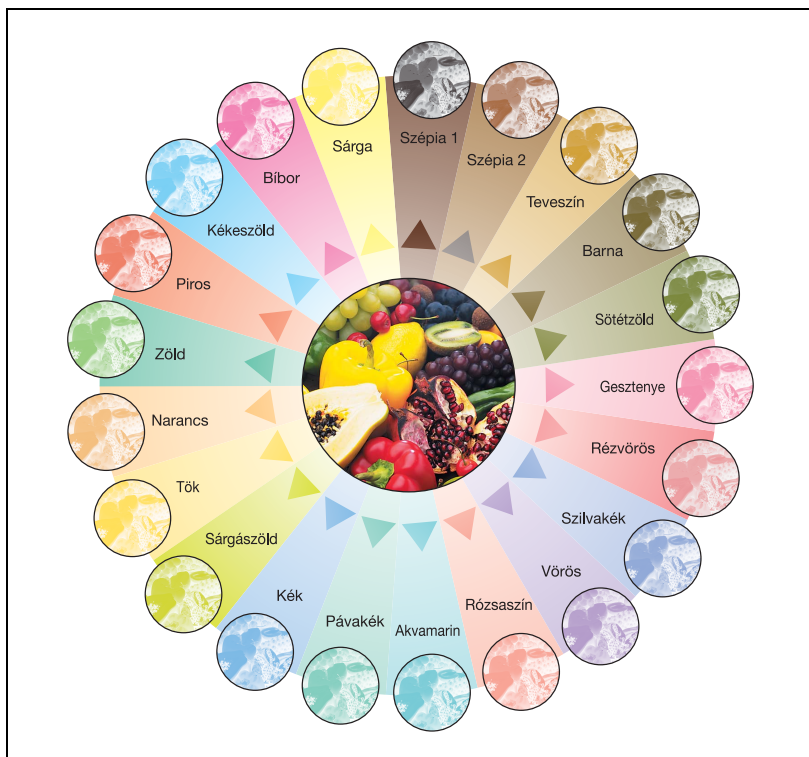 Szépia 1
Szépia 2
Teveszín
Barna
Sötétzöld
Gesztenye
Rézvörös
Szilvakék
Vörös
Rózsaszín
Akvamarin
Pávakék
Kék
Sárgászöld
Tök
Narancs
Zöld
Piros
Kékeszöld
Bíbor
Sárga